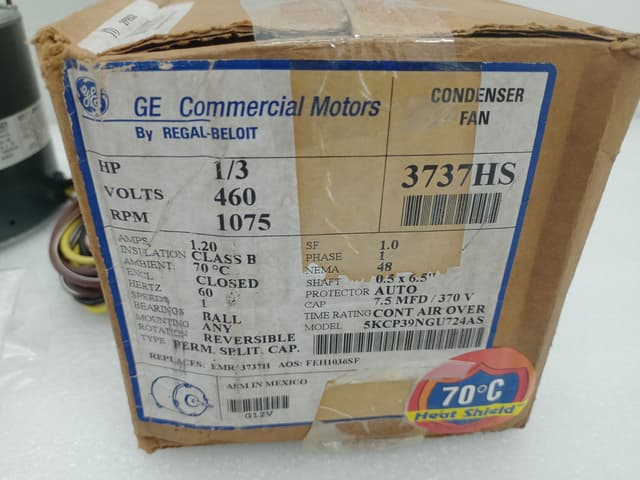 GE Commercial Motors
By REGAL-BELOIT
CONDENSER
FAN
HP 1/3
VOLTS 460
RPM 1075
3737HS
AMPS 1.20
INSULATION CLASS B
AMBIENT 70 °C
ENCL CLOSED
HERTZ 60
SPEEDS 1
BEARINGS BALL
MOUNTING ANY
ROTATION REVERSIBLE
TYPE PERM. SPLIT. CAP.
SF 1.0
PHASE 1
NEMA 48
SHAFT 0.5 x 6.5"
PROTECTOR AUTO
CAP 7.5 MFD / 370 V
TIME RATING CONT AIR OVER
MODEL 5KCP39NGU724AS
REPLACES: EMR: 3737H AOS: FEH1036SF
ASM IN MEXICO
G12V
70°C
Heat Shield